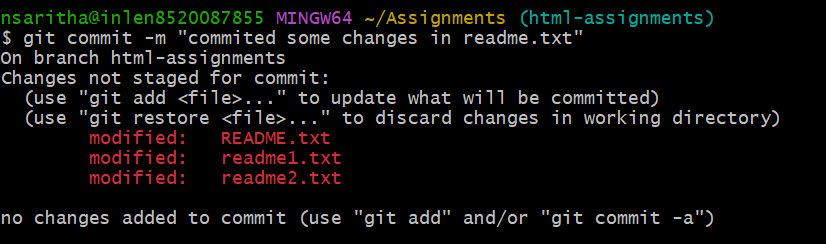 nsaritha@inlen8520087855 MINGW64 ~/Assignments (html-assignments)
$ git commit -m "commited some changes in readme.txt"
On branch html-assignments
Changes not staged for commit:
  (use "git add <file>..." to update what will be committed)
  (use "git restore <file>..." to discard changes in working directory)
        modified:   README.txt
        modified:   readme1.txt
        modified:   readme2.txt

no changes added to commit (use "git add" and/or "git commit -a")